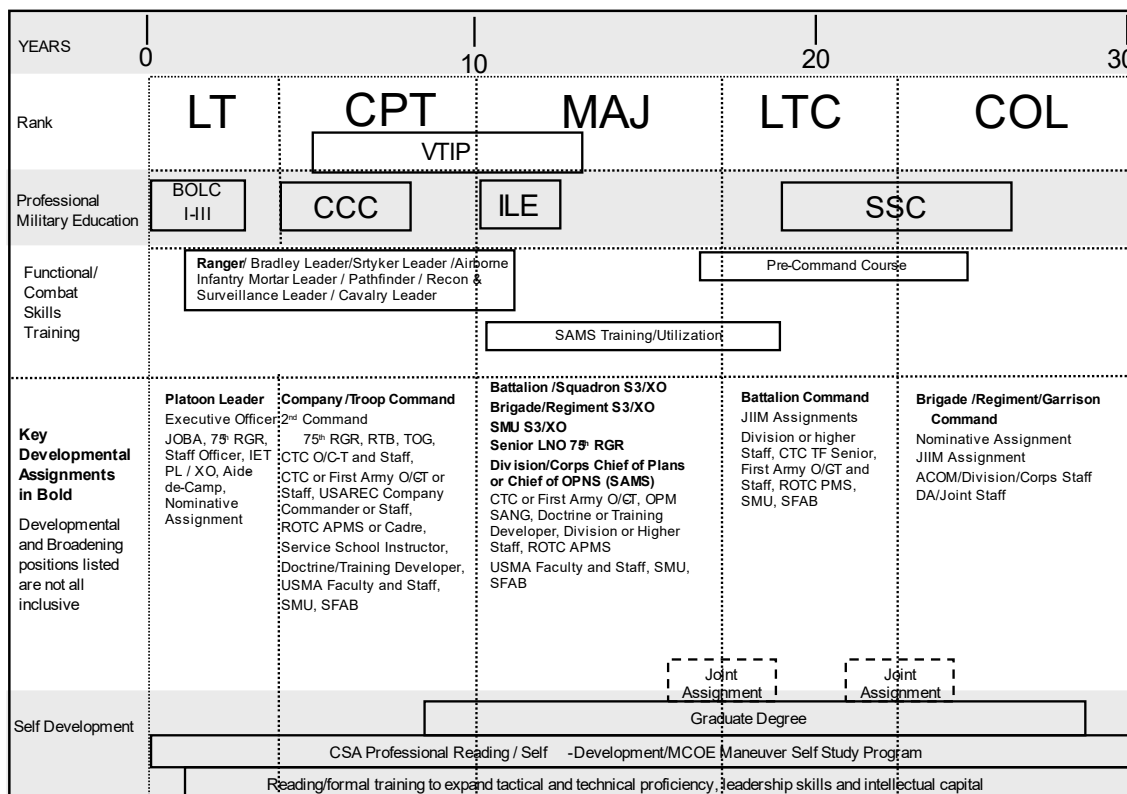 YEARS
0
10
20
30
Rank
LT
CPT
MAJ
LTC
COL
VTIP
Professional
Military Education
BOLC
I-III
CCC
ILE
SSC
Functional/
Combat
Skills
Training
Ranger/ Bradley Leader/Srtyker Leader /Airborne
Infantry Mortar Leader / Pathfinder / Recon &
Surveillance Leader / Cavalry Leader
Pre-Command Course
SAMS Training/Utilization
Key
Developmental
Assignments
in Bold
Developmental
and Broadening
positions listed
are not all
inclusive
Platoon Leader
Executive Officer
JOBA, 75th RGR,
Staff Officer, IET
PL / XO, Aide
de-Camp,
Nominative
Assignment
Company /Troop Command
2nd Command
75th RGR, RTB, TOG,
CTC O/C-T and Staff,
CTC or First Army O/CT or
Staff, USAREC Company
Commander or Staff,
ROTC APMS or Cadre,
Service School Instructor,
Doctrine/Training Developer,
USMA Faculty and Staff,
SMU, SFAB
Battalion /Squadron S3/XO
Brigade/Regiment S3/XO
SMU S3/XO
Senior LNO 75th RGR
Division/Corps Chief of Plans
or Chief of OPNS (SAMS)
CTC or First Army O/CT, OPM
SANG, Doctrine or Training
Developer, Division or Higher
Staff, ROTC APMS
USMA Faculty and Staff, SMU,
SFAB
Battalion Command
JIIM Assignments
Division or higher
Staff, CTC TF Senior,
First Army O/CT and
Staff, ROTC PMS,
SMU, SFAB
Brigade /Regiment/Garrison
Command
Nominative Assignment
JIIM Assignment
ACOM/Division/Corps Staff
DA/Joint Staff
Joint
Assignment
Joint
Assignment
Self Development
Graduate Degree
CSA Professional Reading / Self -Development/MCOE Maneuver Self Study Program
Reading/formal training to expand tactical and technical proficiency, leadership skills and intellectual capital